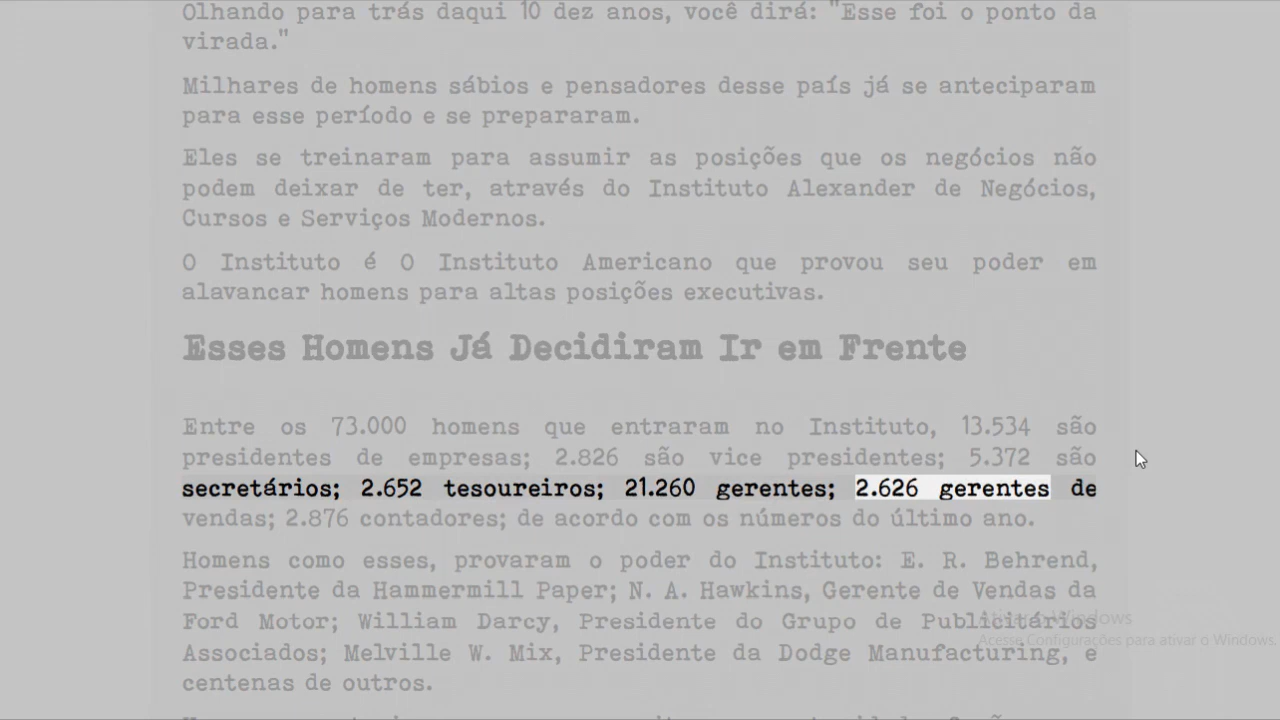 Olhando para trás daqui 10 dez anos, você dirá: "Esse foi o ponto da
virada."
Milhares de homens sábios e pensadores desse país já se anteciparam
para esse período e se prepararam.
Eles se treinaram para assumir as posições que os negócios não
podem deixar de ter, através do Instituto Alexander de Negócios,
Cursos e Serviços Modernos.
O Instituto é O Instituto Americano que provou seu poder em
alavancar homens para altas posições executivas.
Esses Homens Já Decidiram Ir em Frente
Entre os 73.000 homens que entraram no Instituto, 13.534 são
presidentes de empresas; 2.826 são vice presidentes; 5.372 são
secretários; 2.652 tesoureiros; 21.260 gerentes; 2.626 gerentes de
vendas; 2.876 contadores; de acordo com os números do último ano.
Homens como esses, provaram o poder do Instituto: E. R. Behrend,
Presidente da Hammermill Paper; N. A. Hawkins, Gerente de Vendas da
Ford Motor; William Darcy, Presidente do Grupo de Publicitários
Associados; Melville W. Mix, Presidente da Dodge Manufacturing, e
centenas de outros.
Ativar o Windows
Acesse Configurações para ativar o Windows.